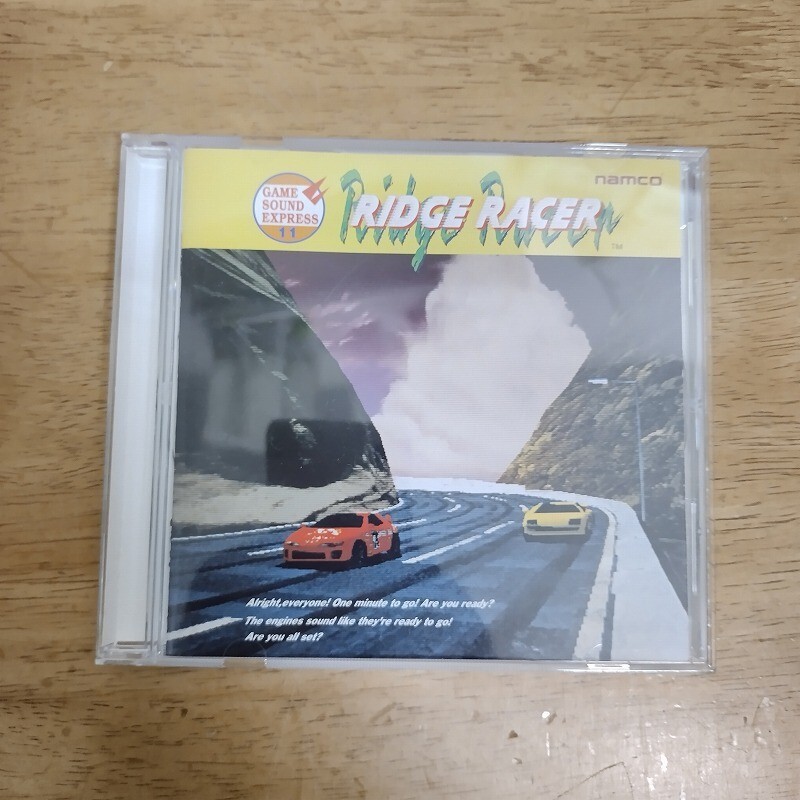 GAME
SOUND
EXPRESS
11
Ridge Racer
RIDGE RACER
TM
namco
Alright,everyone! One minute to go! Are you ready?
The engines sound like they're ready to go!
Are you all set?